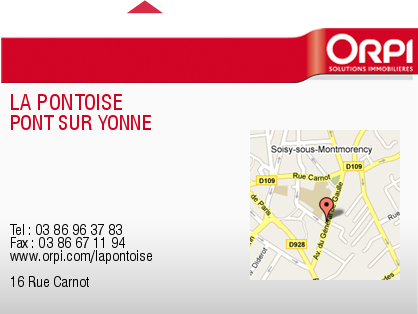 ORPI
SOLUTIONS IMMOBILIÈRES
LA PONTOISE
PONT SUR YONNE
Soisy-sous-Montmorency
Rue Carnot
D109
D109
de Paris
Av. du Général de Gaulle
D928
Diderot
Tel : 03 86 96 37 83
Fax : 03 86 67 11 94
www.orpi.com/lapontoise
16 Rue Carnot